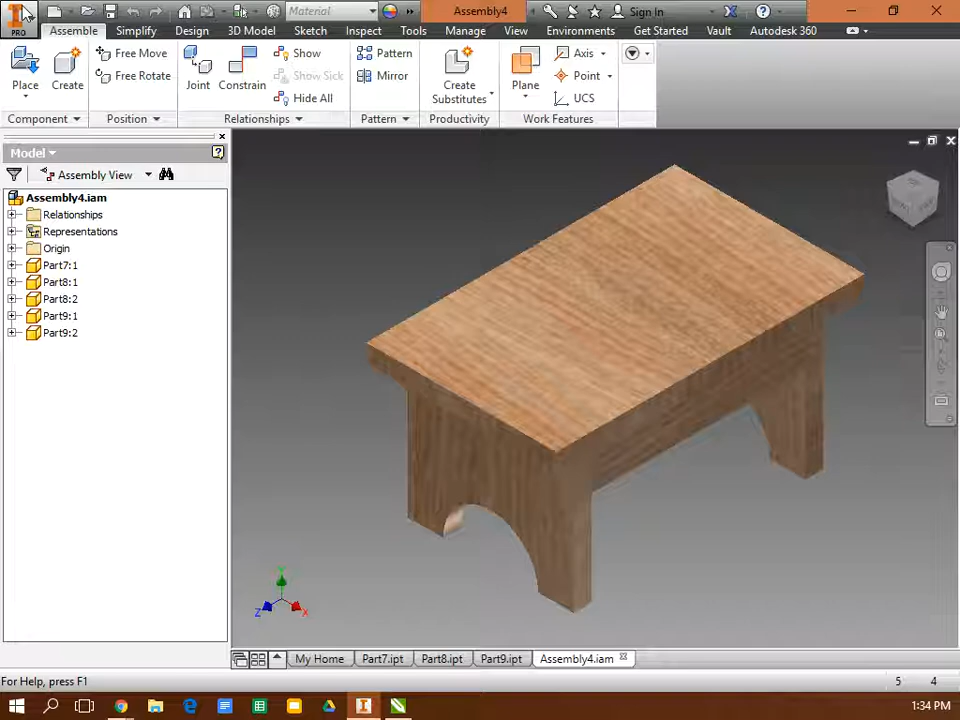 Material
Assembly4
Sign In
PRO
Assemble Simplify Design 3D Model Sketch Inspect Tools Manage View Environments Get Started Vault Autodesk 360
Place
Create
Free Move
Free Rotate
Joint
Constrain
Show
Show Sick
Hide All
Pattern
Mirror
Create
Substitutes
Plane
Axis
Point
UCS
Component Position Relationships Pattern Productivity Work Features
Model
Assembly View
Assembly4.iam
Relationships
Representations
Origin
Part7:1
Part8:1
Part8:2
Part9:1
Part9:2
Y
Z
X
My Home Part7.ipt Part8.ipt Part9.ipt Assembly4.iam
For Help, press F1
5 4
1:34 PM